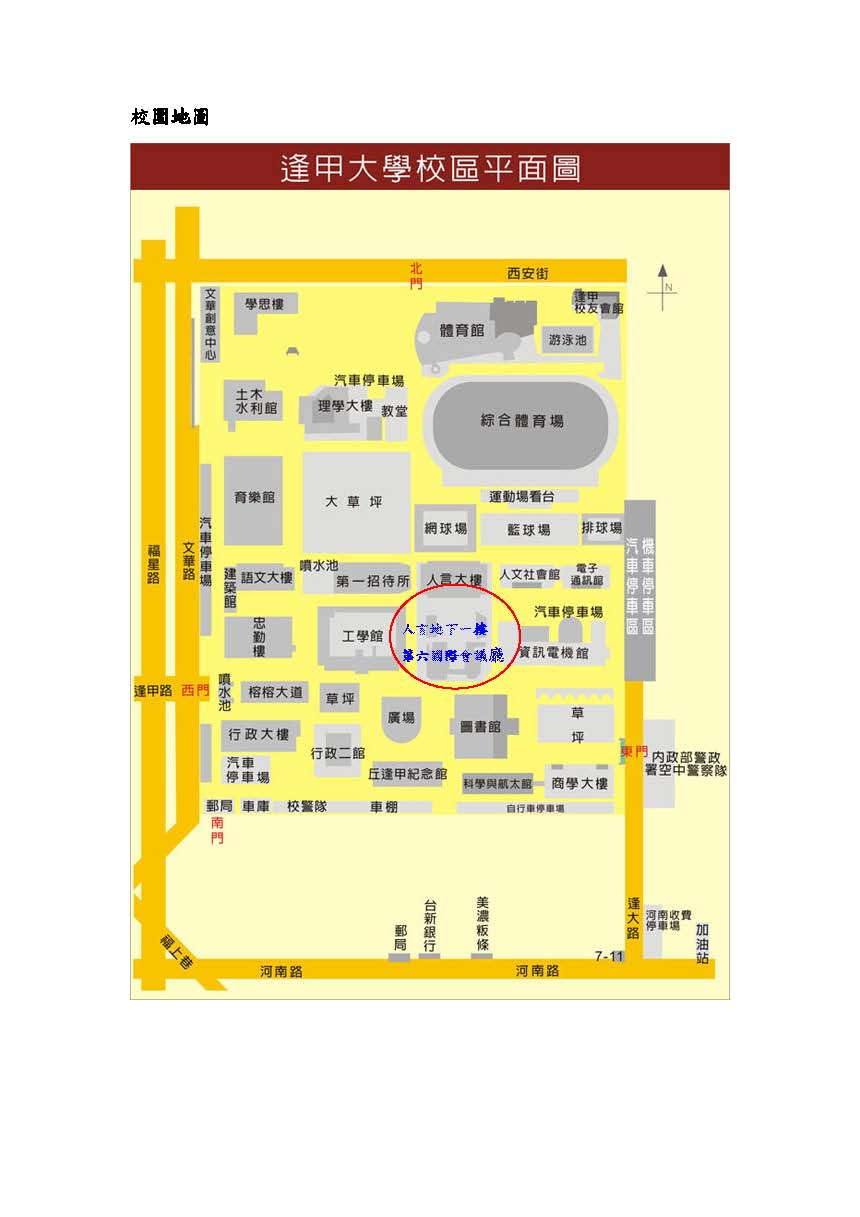 校園地圖
逢甲大學校區平面圖
北門
西安街
N
文華創意中心
學思樓
體育館
逢甲
校友會館
游泳池
汽車停車場
土木
水利館
理學大樓
教堂
綜合體育場
育樂館
大草坪
運動場看台
網球場
籃球場
排球場
福星路
文華路
汽車停車場
汽車停車區
機車停車區
建築館
語文大樓
噴水池
第一招待所
人言大樓
人文社會館
電子
通訊館
忠勤樓
工學館
人言地下一樓
第六國際會議廳
汽車停車場
資訊電機館
逢甲路
西門
噴水池
榕榕大道
草坪
廣場
圖書館
草坪
行政大樓
行政二館
東門
內政部警政
署空中警察隊
汽車
停車場
丘逢甲紀念館
科學與航太館
商學大樓
郵局
車庫
校警隊
車棚
自行車停車場
南門
福上巷
郵局
台新銀行
美濃粄條
逢大路
河南收費
停車場
加油站
7-11
河南路
河南路